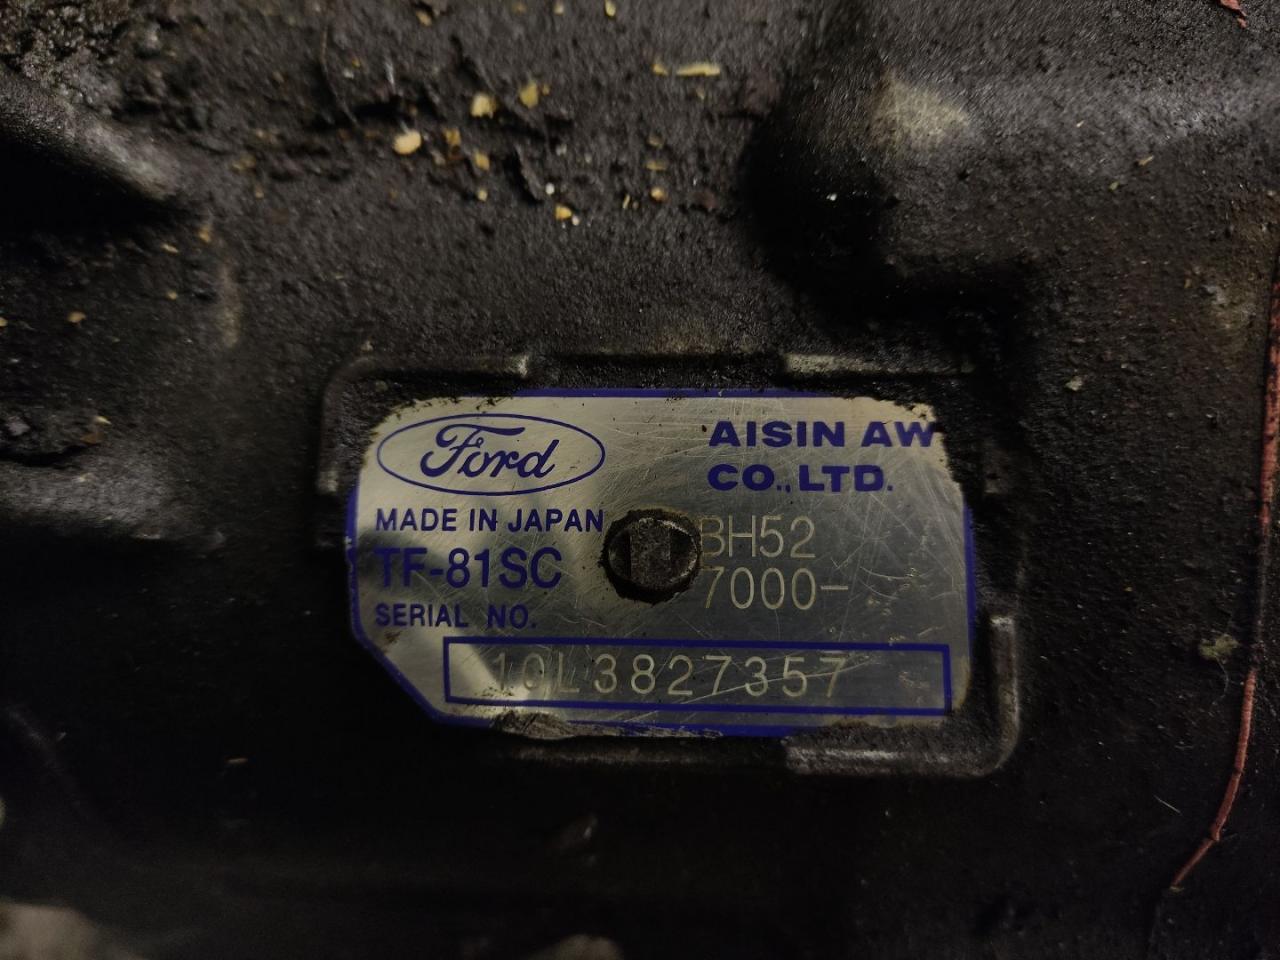 Ford
AISIN AW
CO., LTD.
MADE IN JAPAN
TF-81SC
BH52
7000-
SERIAL NO.
10L3827357